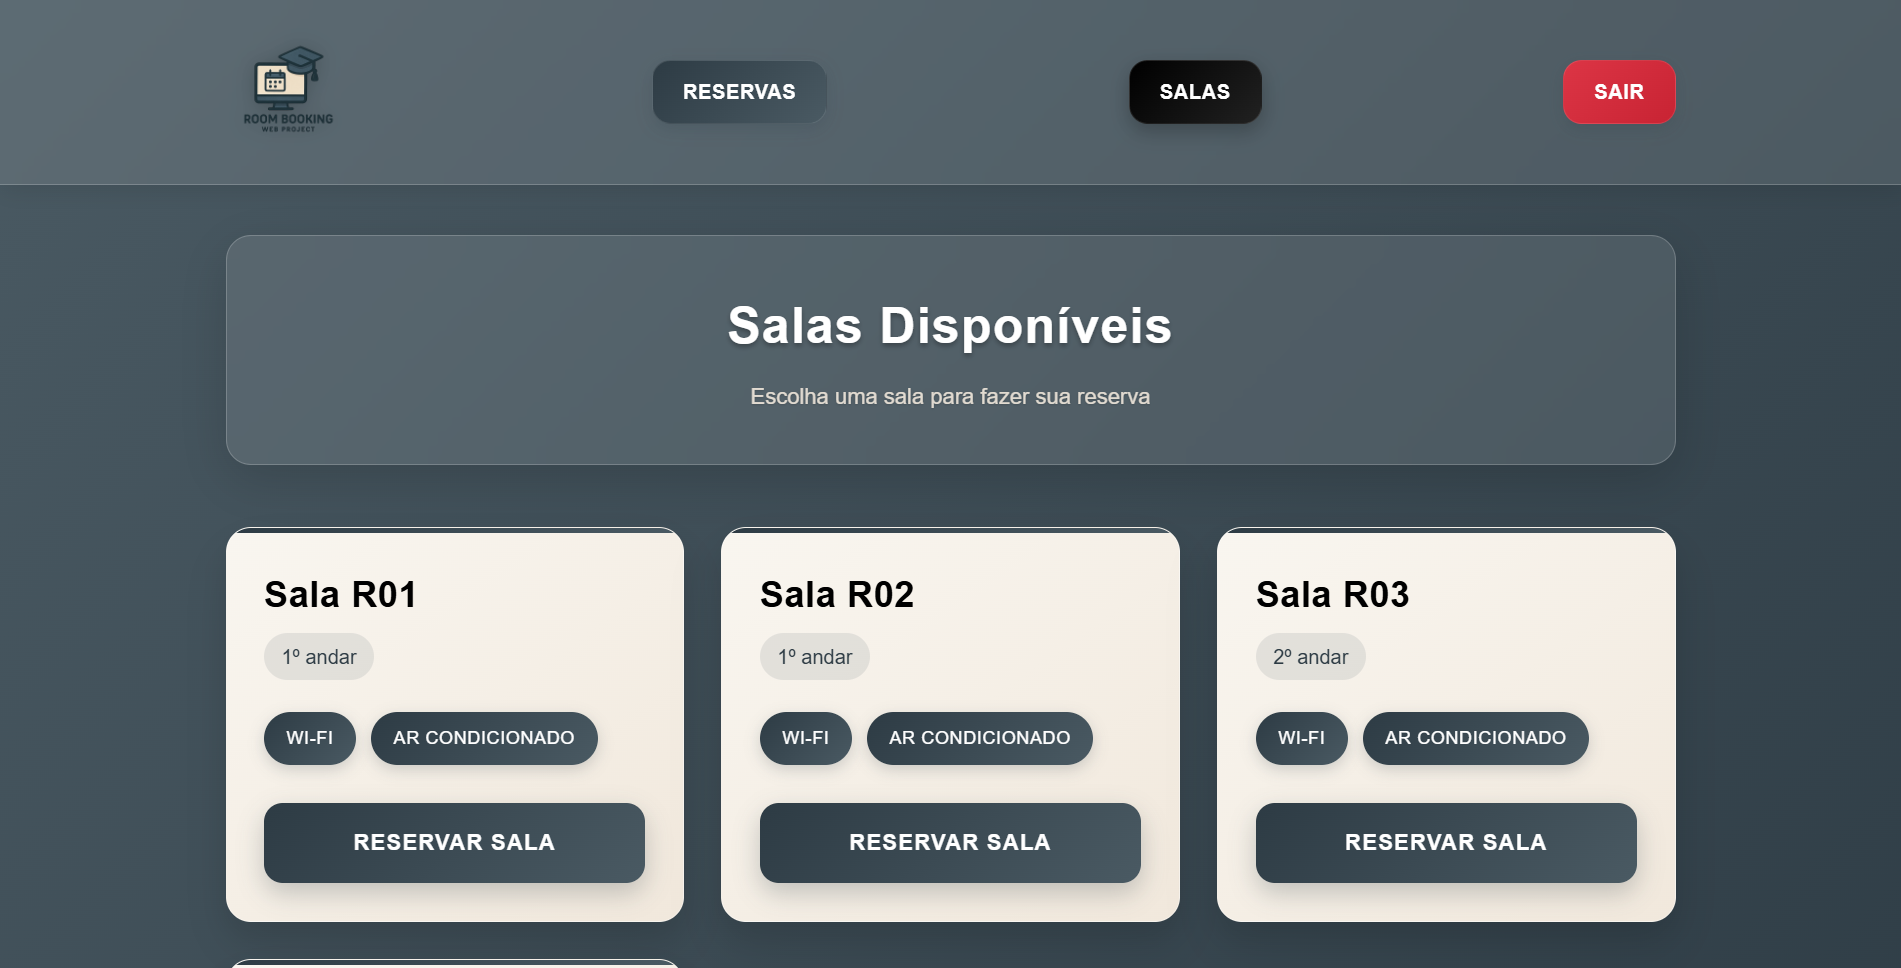 ROOM BOOKING
WEB PROJECT
RESERVAS
SALAS
SAIR
Salas Disponíveis
Escolha uma sala para fazer sua reserva
Sala R01
1º andar
WI-FI
AR CONDICIONADO
RESERVAR SALA
Sala R02
1º andar
WI-FI
AR CONDICIONADO
RESERVAR SALA
Sala R03
2º andar
WI-FI
AR CONDICIONADO
RESERVAR SALA